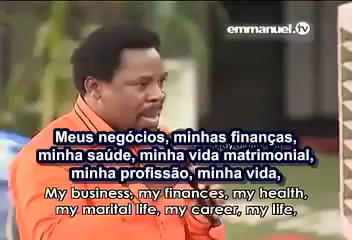 emmanuel.tv
Meus negócios, minhas finanças,
minha saúde, minha vida matrimonial,
minha profissão, minha vida,
My business, my finances, my health,
my marital life, my career, my life,